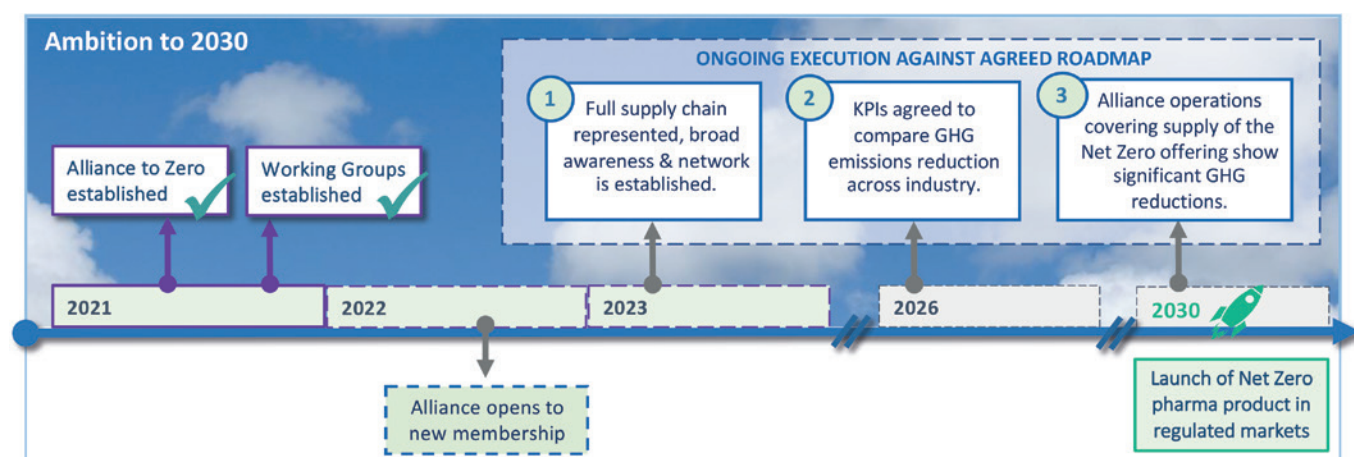 Ambition to 2030
ONGOING EXECUTION AGAINST AGREED ROADMAP
1
Full supply chain
represented, broad
awareness & network
is established.
2
KPIs agreed to
compare GHG
emissions reduction
across industry.
3
Alliance operations
covering supply of the
Net Zero offering show
significant GHG
reductions.
Alliance to Zero
established
Working Groups
established
2021
2022
2023
2026
2030
Alliance opens to
new membership
Launch of Net Zero
pharma product in
regulated markets